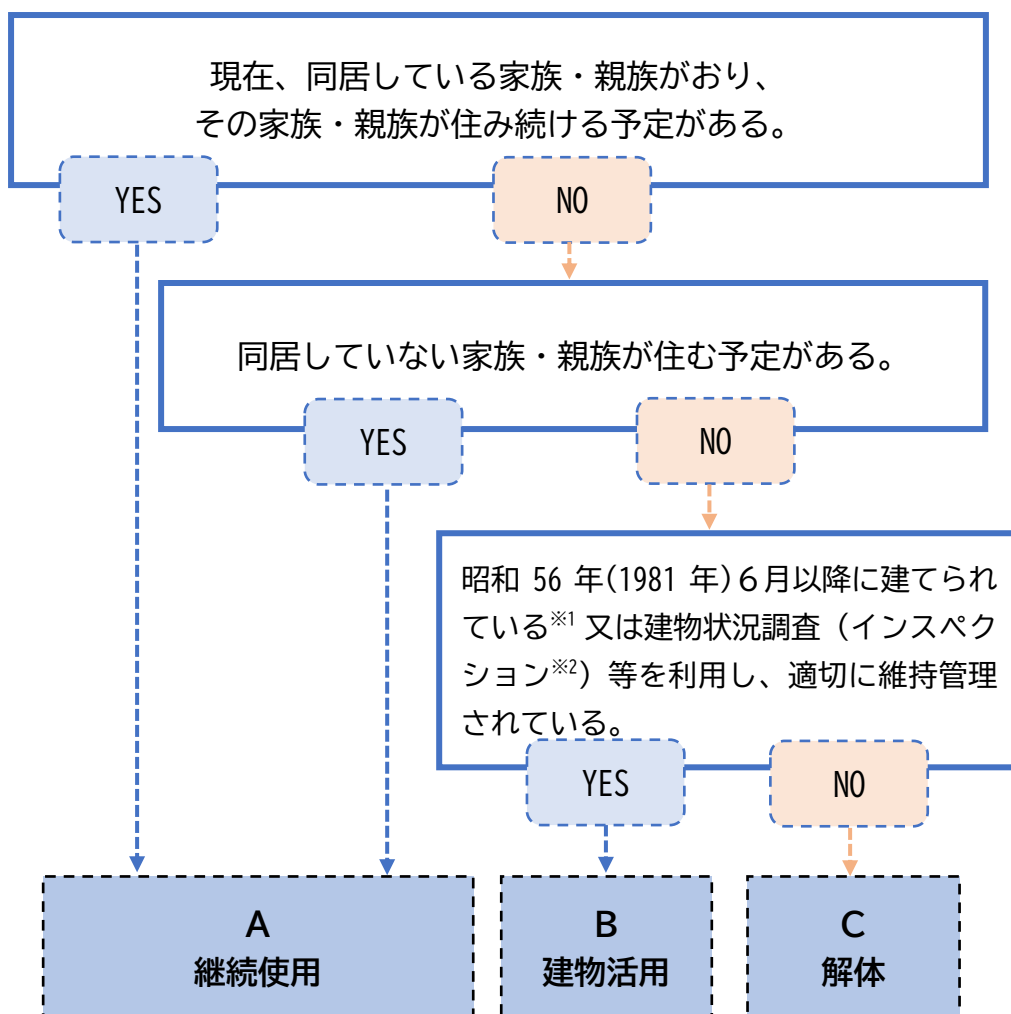 現在、同居している家族・親族がおり、
その家族・親族が住み続ける予定がある。
YES
NO
同居していない家族・親族が住む予定がある。
YES
NO
昭和 56 年(1981 年)６月以降に建てられ
ている※1 又は建物状況調査（インスペク
ション※2）等を利用し、適切に維持管理
されている。
YES
NO
A
継続使用
B
建物活用
C
解体